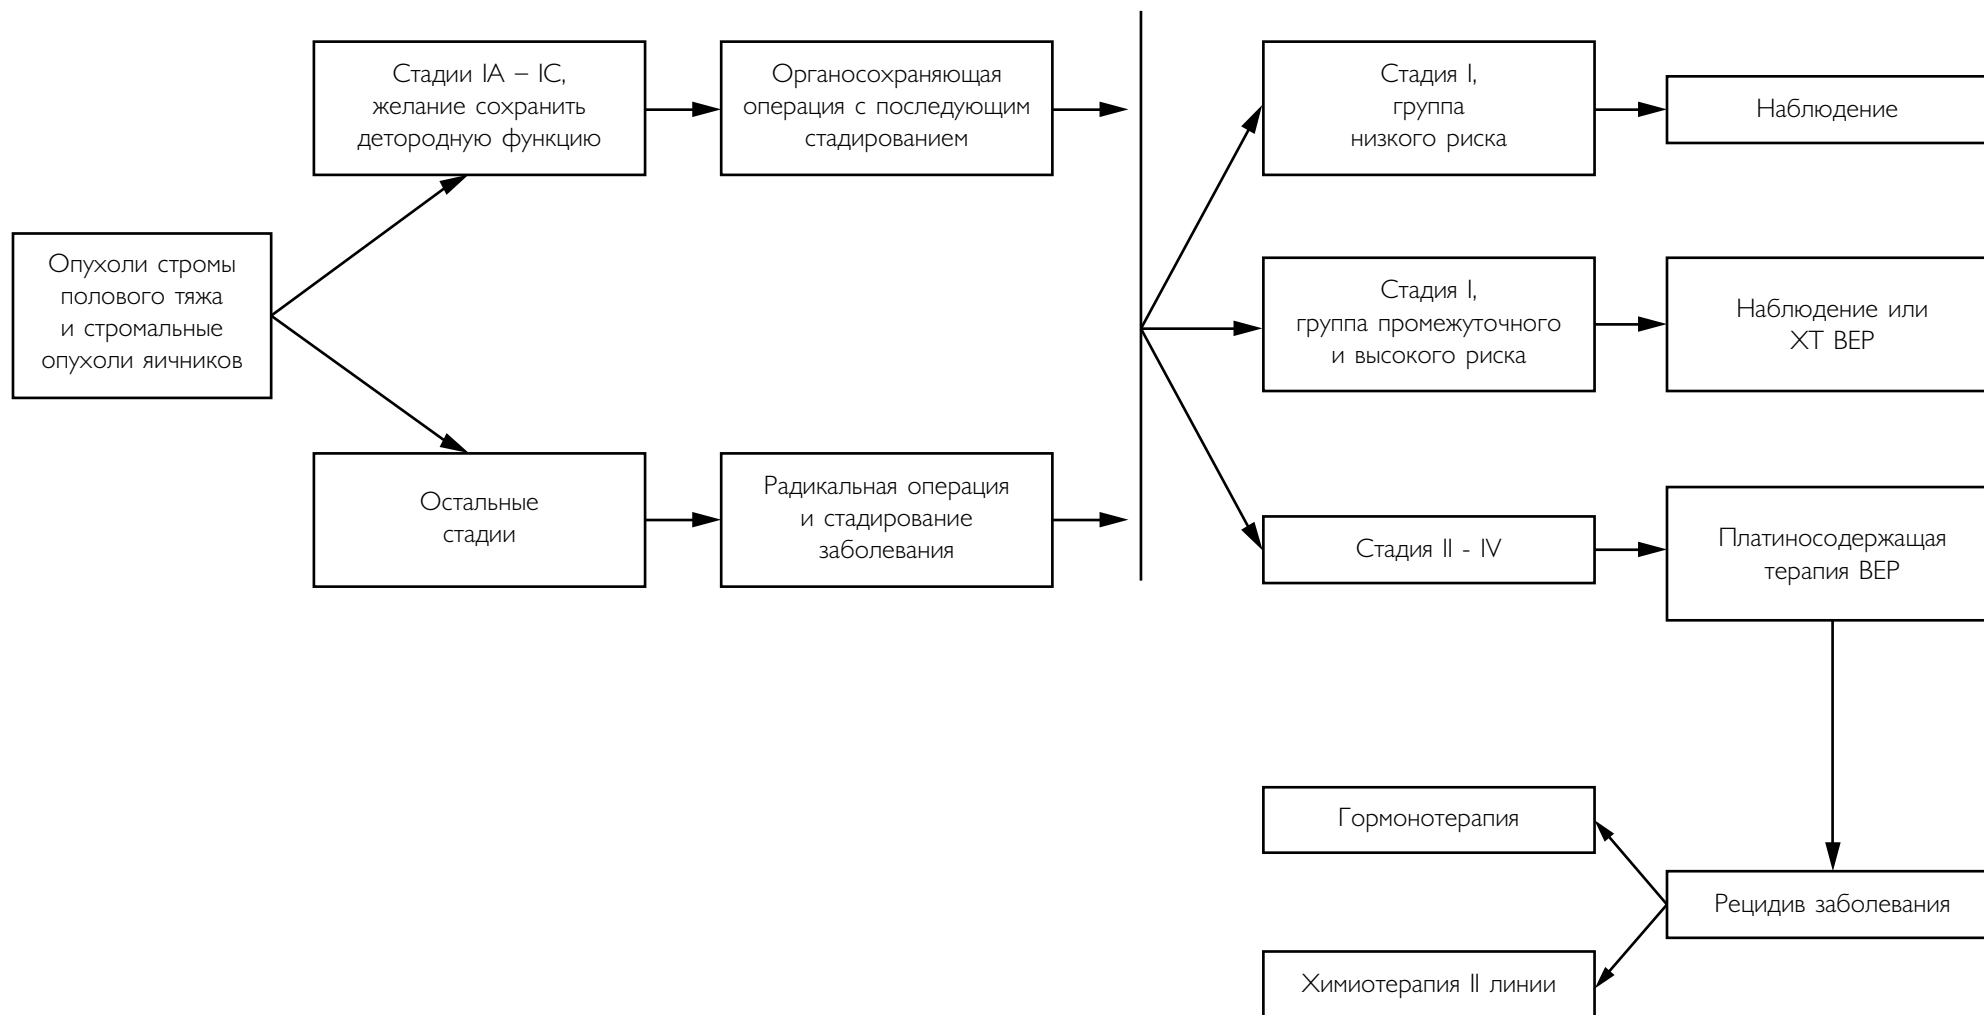 Опухоли стромы
полового тяжа
и стромальные
опухоли яичников
Стадии IA – IC,
желание сохранить
детородную функцию
Органосохраняющая
операция с последующим
стадированием
Остальные
стадии
Радикальная операция
и стадирование
заболевания
Стадия I,
группа
низкого риска
Наблюдение
Стадия I,
группа промежуточного
и высокого риска
Наблюдение или
ХТ BEP
Стадия II - IV
Платиносодержащая
терапия BEP
Рецидив заболевания
Гормонотерапия
Химиотерапия II линии